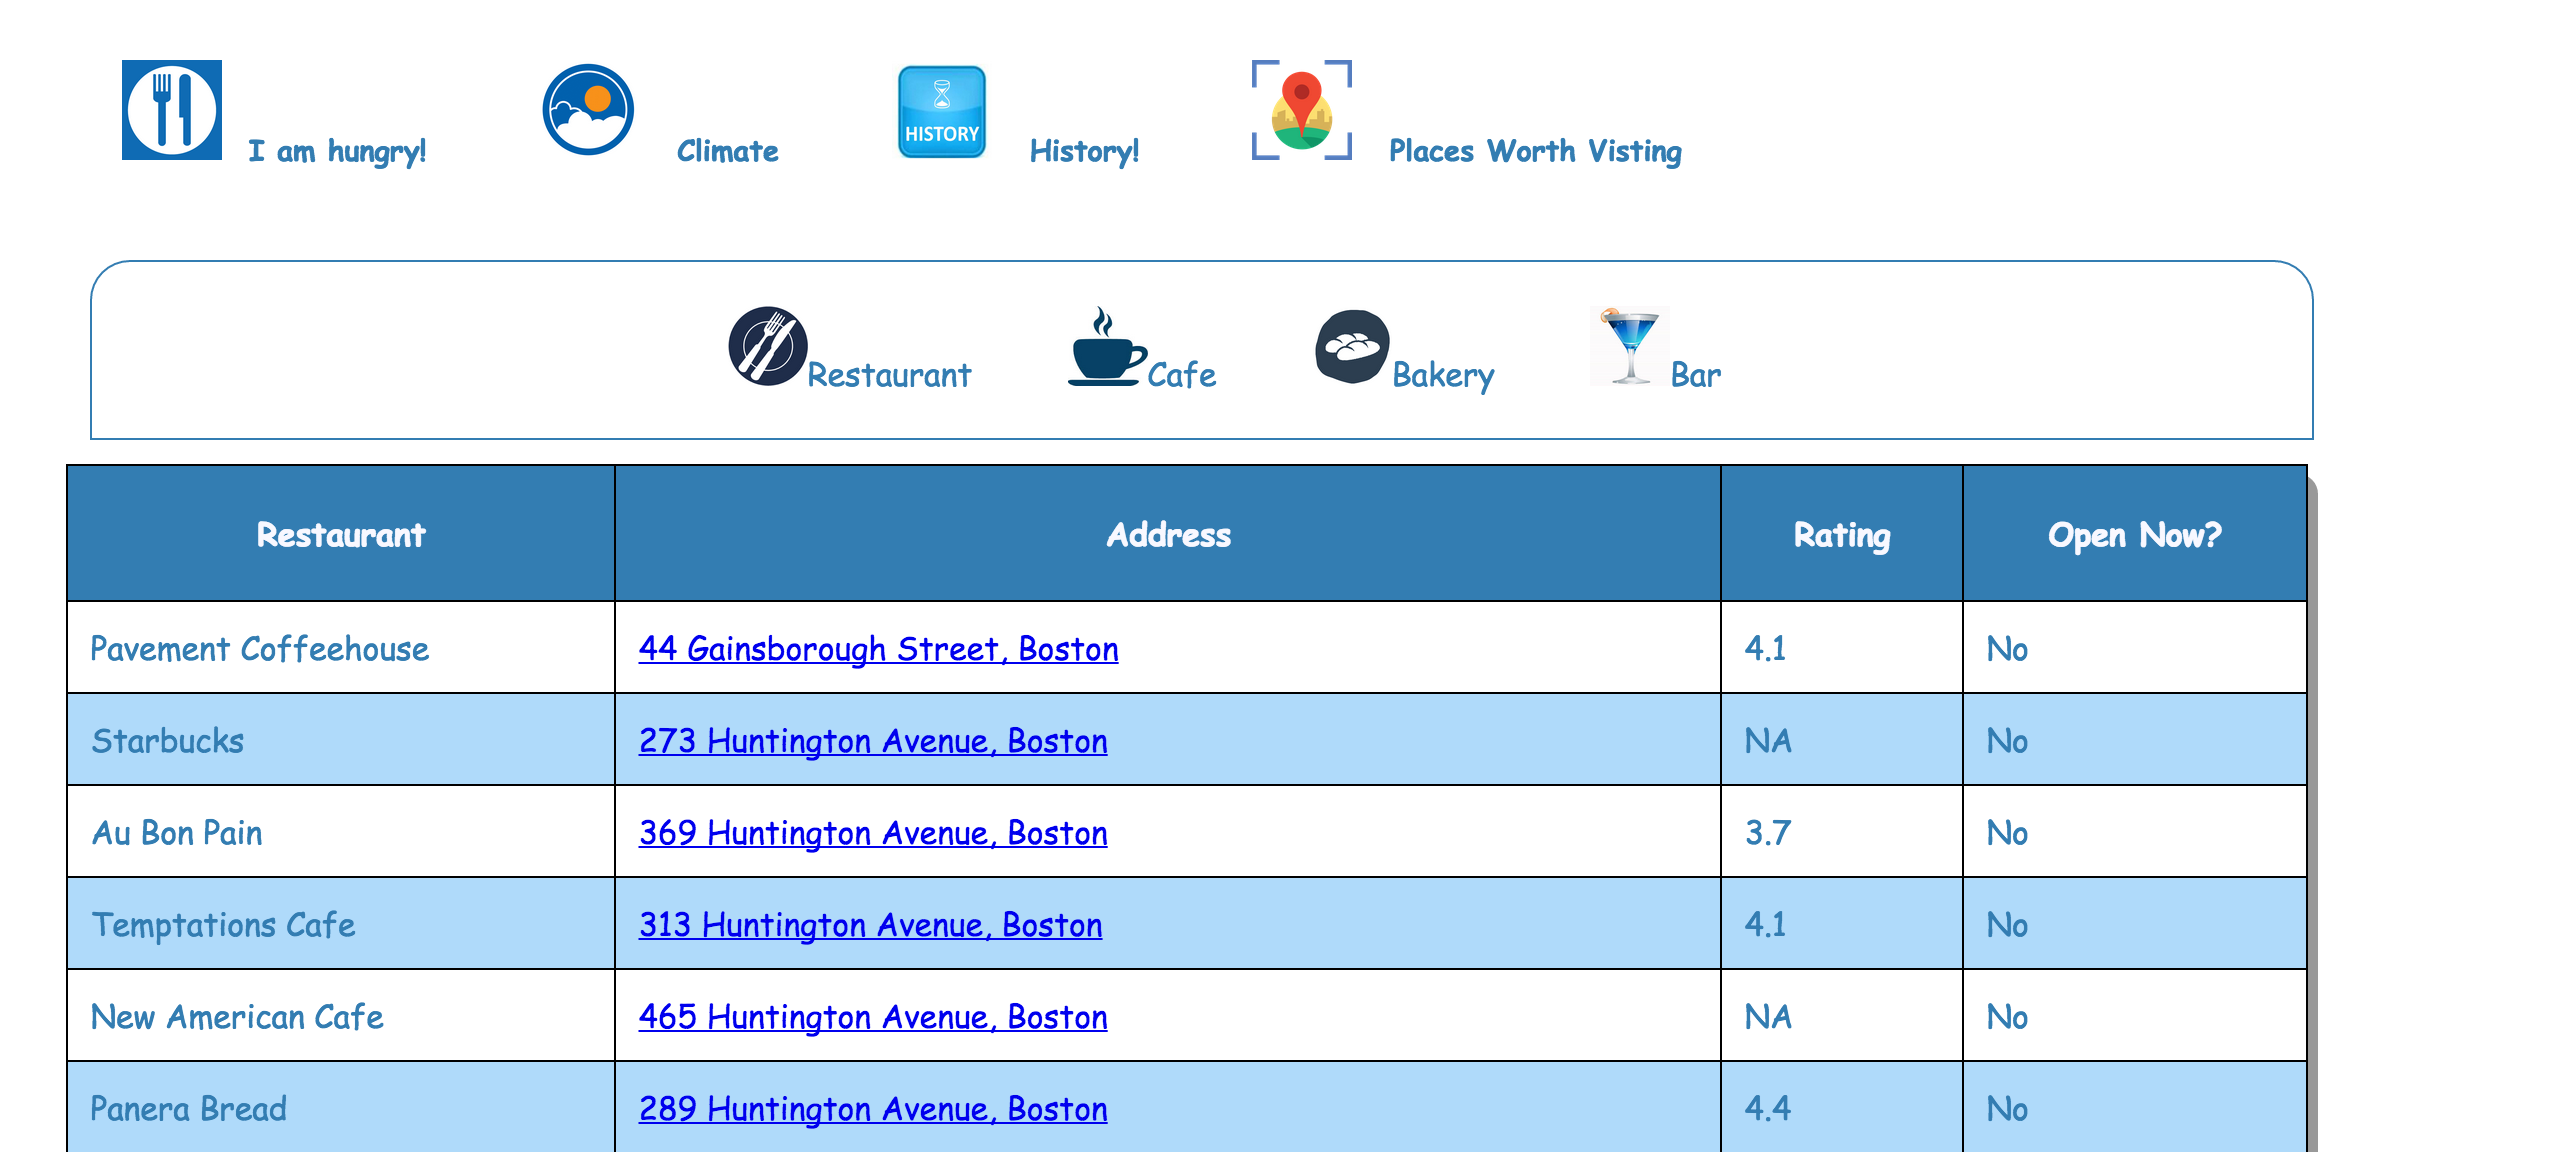 HISTORY
I am hungry! Climate History! Places Worth Visting
Restaurant Cafe Bakery Bar
Restaurant Address Rating Open Now?
Pavement Coffeehouse 44 Gainsborough Street, Boston 4.1 No
Starbucks 273 Huntington Avenue, Boston NA No
Au Bon Pain 369 Huntington Avenue, Boston 3.7 No
Temptations Cafe 313 Huntington Avenue, Boston 4.1 No
New American Cafe 465 Huntington Avenue, Boston NA No
Panera Bread 289 Huntington Avenue, Boston 4.4 No